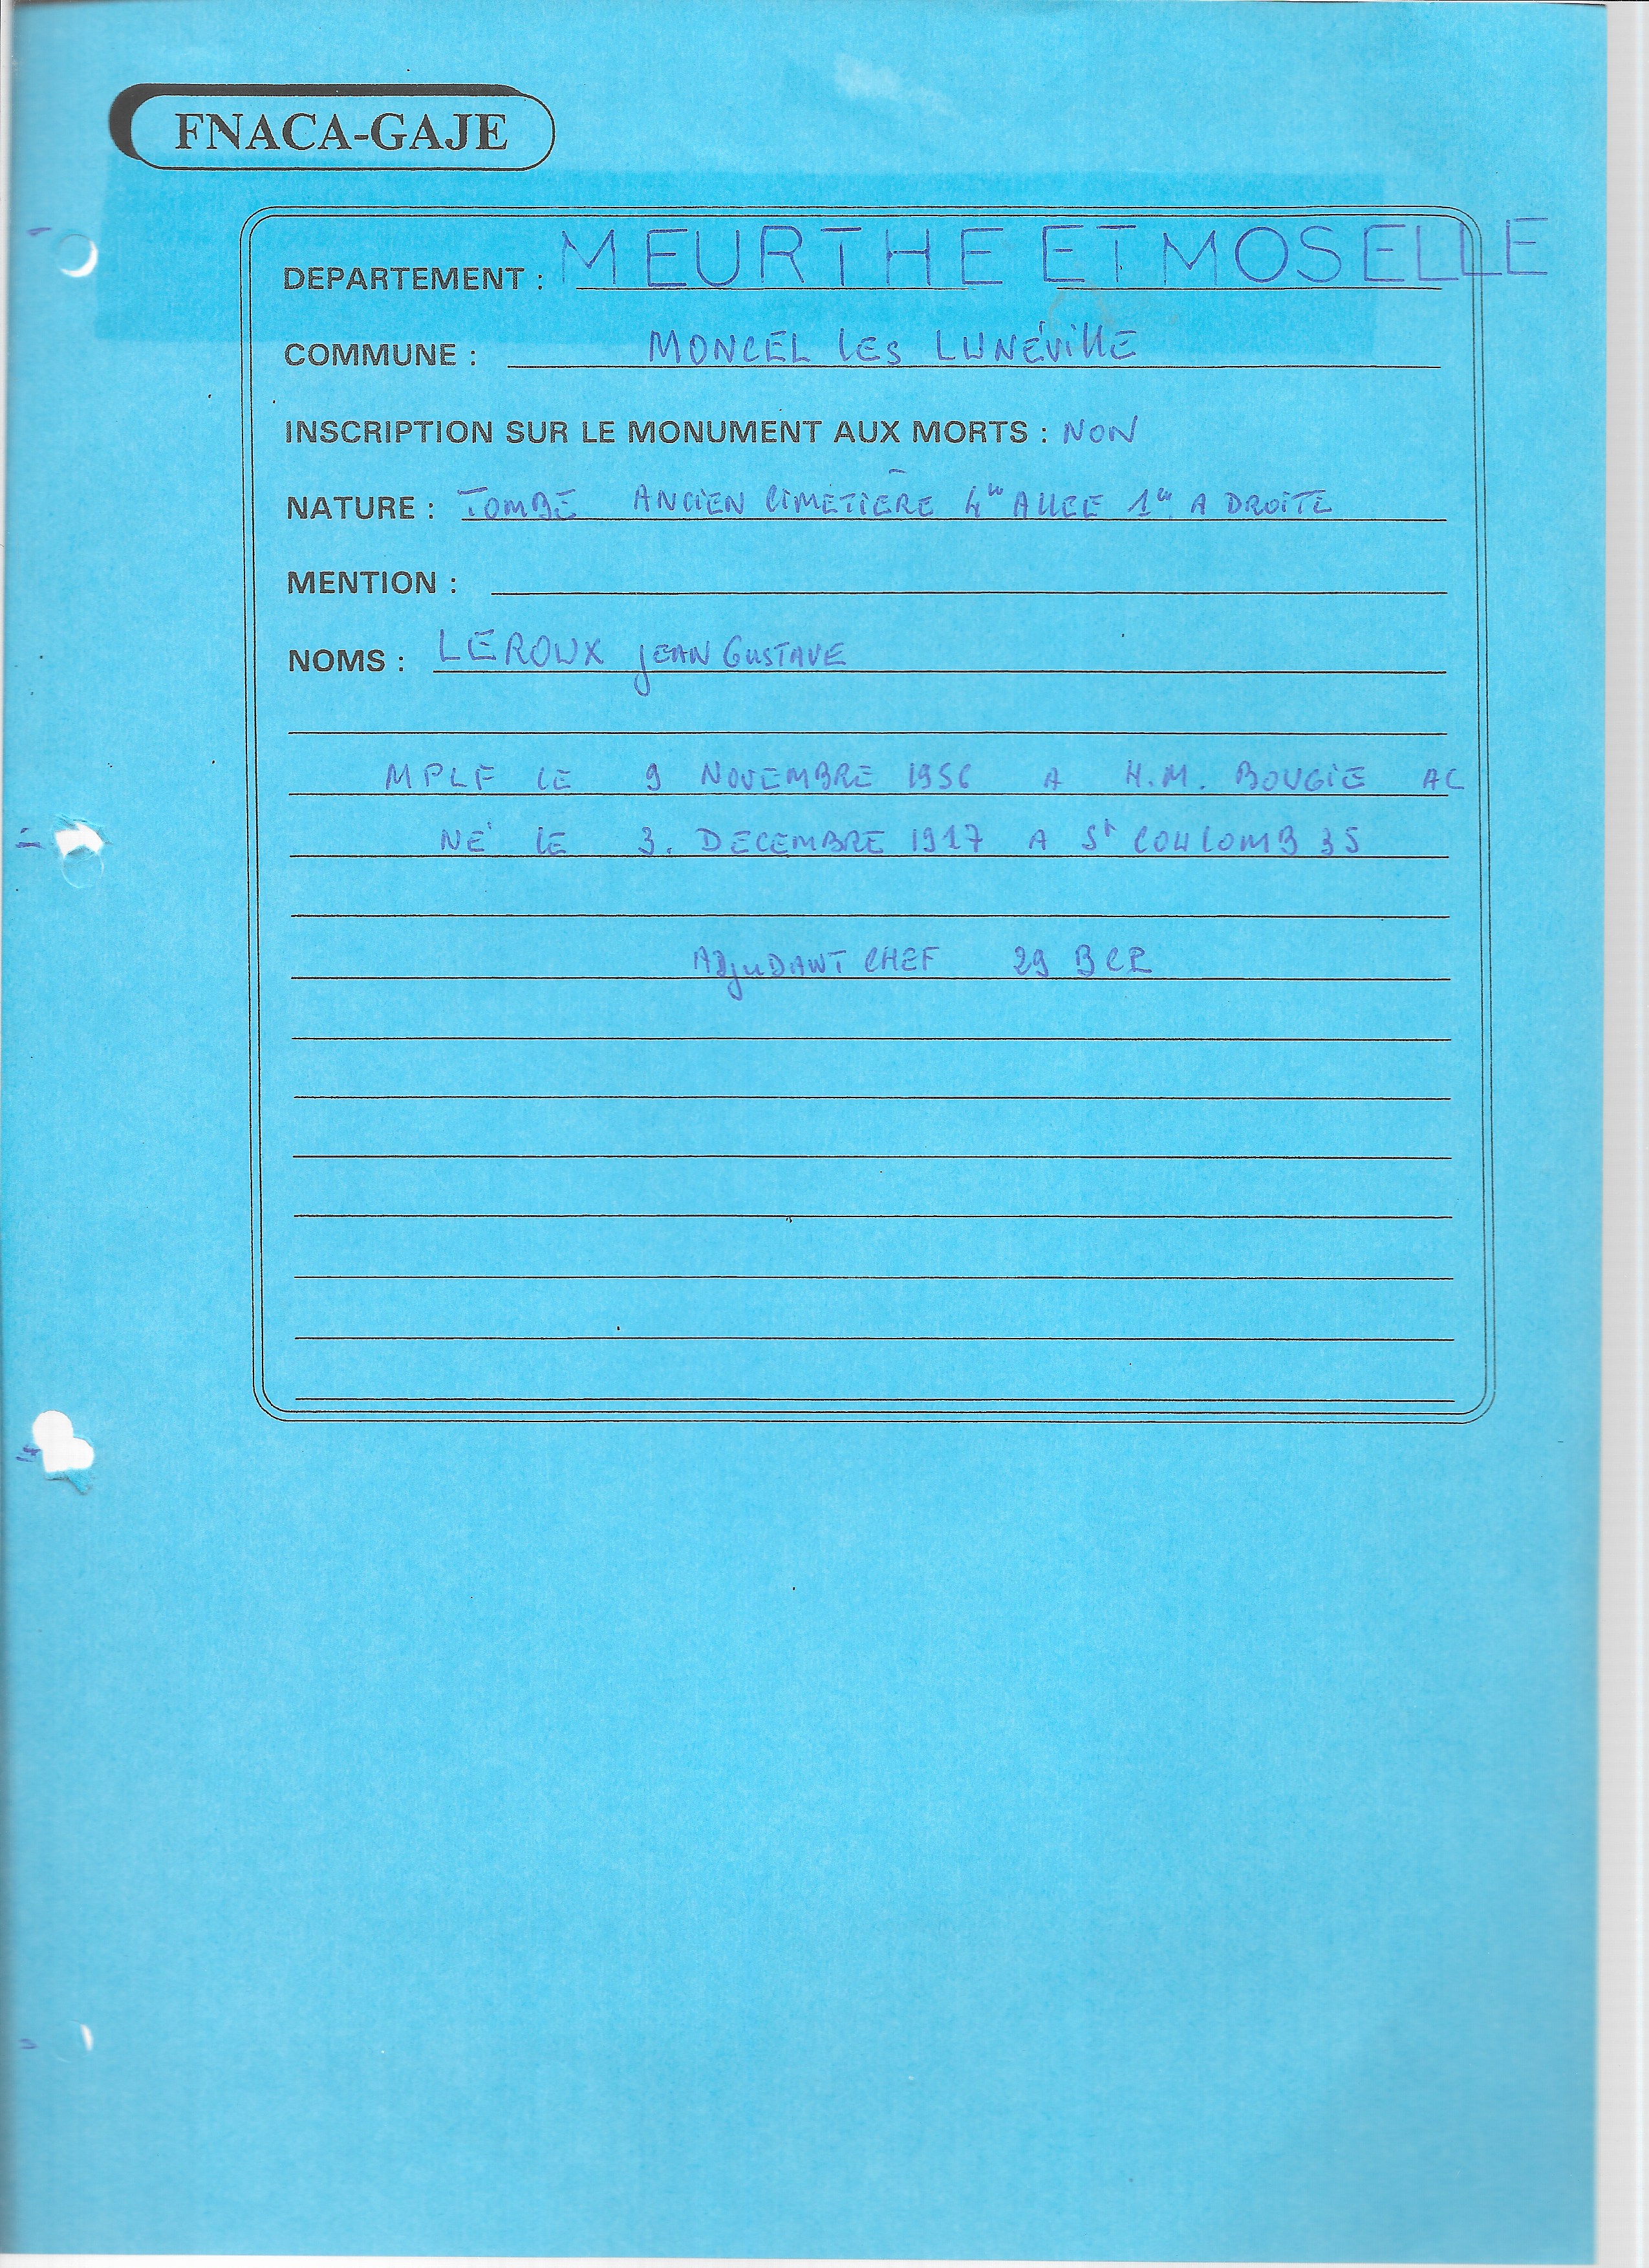 FNACA-GAJE
DEPARTEMENT : MEURTHE ET MOSELLE
COMMUNE : MONCEL lES LUNÉVillE
INSCRIPTION SUR LE MONUMENT AUX MORTS : NON
NATURE : TOMBE ANCIEN CIMETIERE 4e ALLEE 1e A DROITE
MENTION :
NOMS : LEROUX jEAN GUSTAVE
MPLF LE 9 NOVEMBRE 1956 A H.M. BOUGIE AL
NÉ LE 3. DECEMBRE 1917 A St COULOMB 35
ADjUDANT CHEF 29 BCP